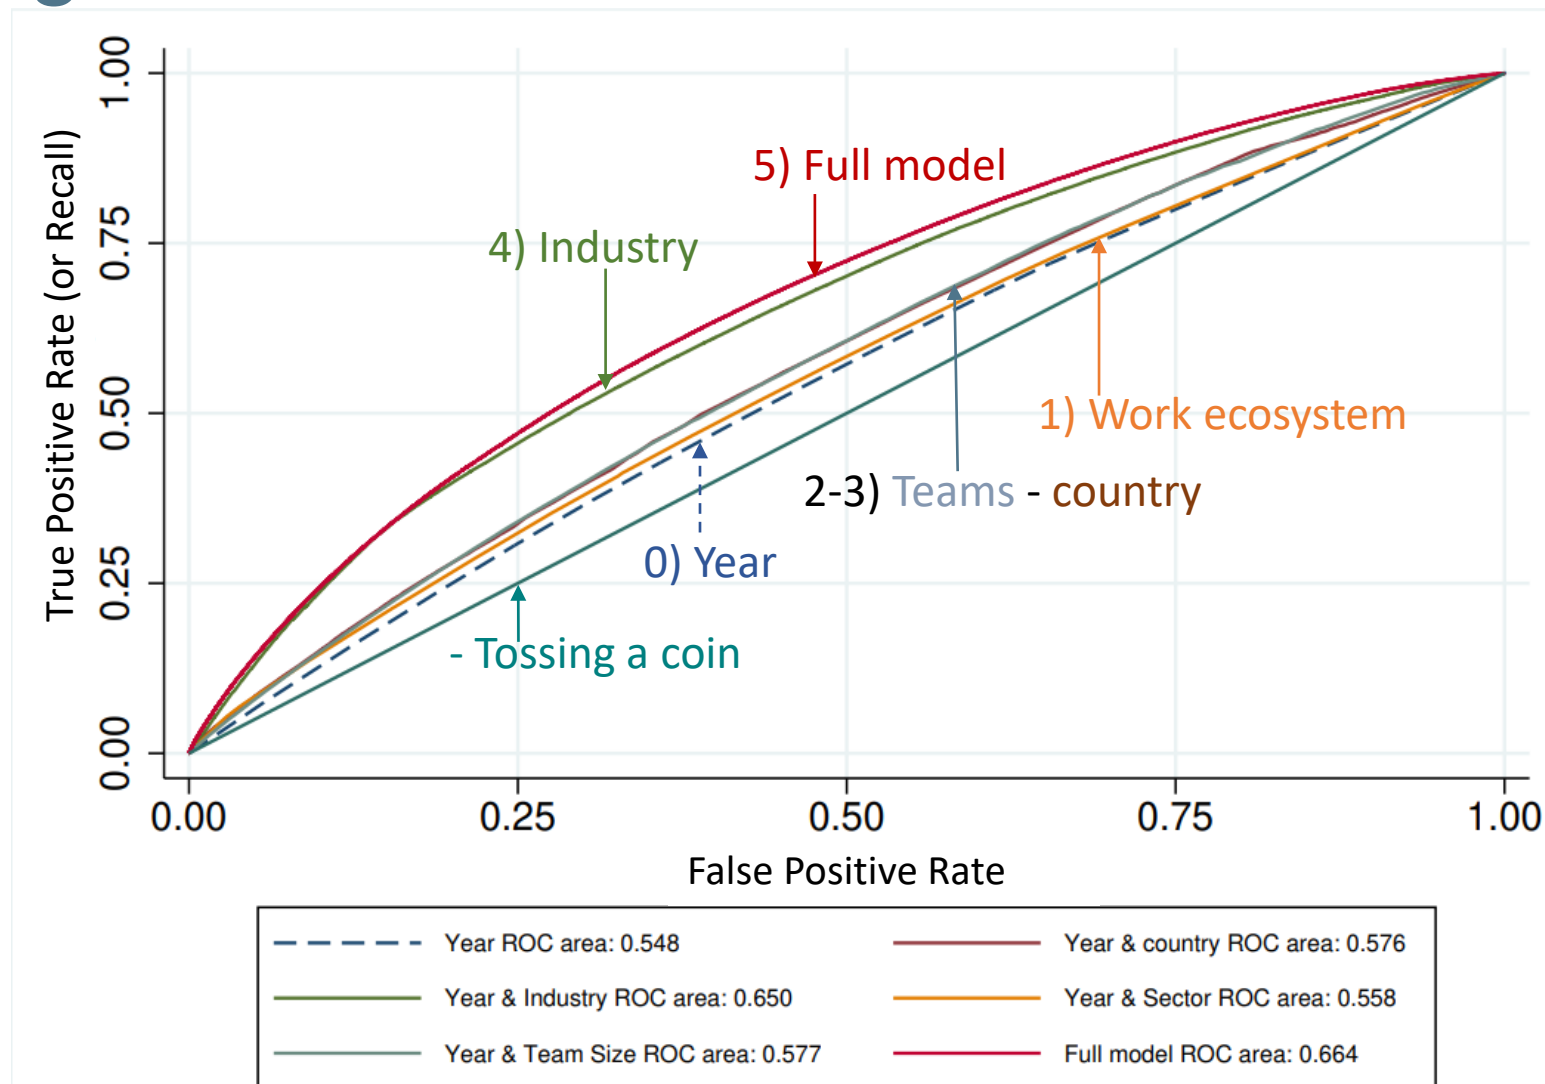 True Positive Rate (or Recall)
1.00
0.75
0.50
0.25
0.00
5) Full model
4) Industry
1) Work ecosystem
2-3) Teams - country
0) Year
- Tossing a coin
0.00 0.25 0.50 0.75 1.00
False Positive Rate
Year ROC area: 0.548
Year & country ROC area: 0.576
Year & Industry ROC area: 0.650
Year & Sector ROC area: 0.558
Year & Team Size ROC area: 0.577
Full model ROC area: 0.664